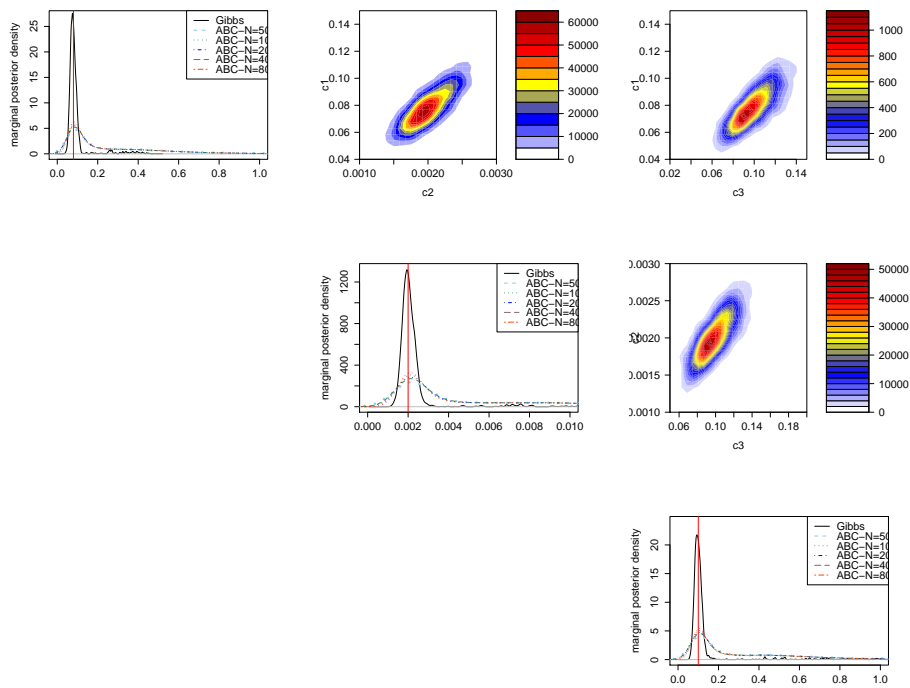 marginal posterior density
0 5 10 15 20 25
0.0 0.2 0.4 0.6 0.8 1.0
Gibbs
ABC−N=50
ABC−10
ABC−N=20
ABC−N=40
ABC−N=80
c1
0.04 0.06 0.08 0.10 0.12 0.14
0.0010 0.0020 0.0030
c2
0 10000 20000 30000 40000 50000 60000
c1
0.04 0.06 0.08 0.10 0.12 0.14
0.02 0.06 0.10 0.14
c3
0 200 400 600 800 1000
marginal posterior density
0 400 800 1200
0.000 0.002 0.004 0.006 0.008 0.010
Gibbs
ABC−N=50
ABC−N=10
ABC−N=20
ABC−N=40
ABC−N=80
c2
0.0010 0.0015 0.0020 0.0025 0.0030
0.06 0.10 0.14 0.18
c3
0 10000 20000 30000 40000 50000
marginal posterior density
0 5 10 15 20
0.0 0.2 0.4 0.6 0.8 1.0
Gibbs
ABC−N=50
ABC−N=10
ABC−N=20
ABC−N=40
ABC−N=80